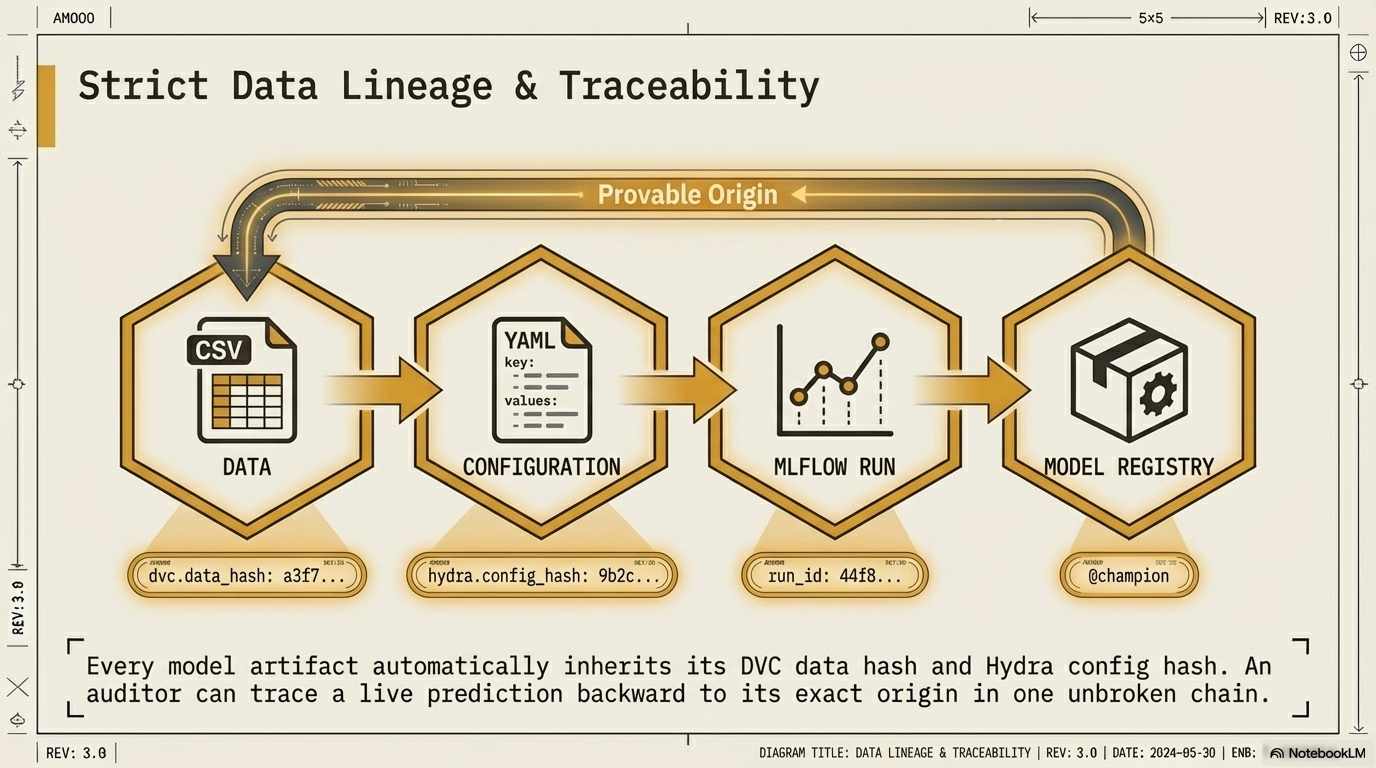 AMOOO
5×5
REV:3.0
Strict Data Lineage & Traceability
Provable Origin
CSV
YAML
key:
values:
DATA
CONFIGURATION
MLFLOW RUN
MODEL REGISTRY
dvc.data_hash: a3f7...
hydra.config_hash: 9b2c...
run_id: 44f8...
@champion
REV:3.0
Every model artifact automatically inherits its DVC data hash and Hydra config hash. An
auditor can trace a live prediction backward to its exact origin in one unbroken chain.
REV: 3.0
DIAGRAM TITLE: DATA LINEAGE & TRACEABILITY | REV: 3.0 | DATE: 2024-05-30 | ENB:
NotebookLM